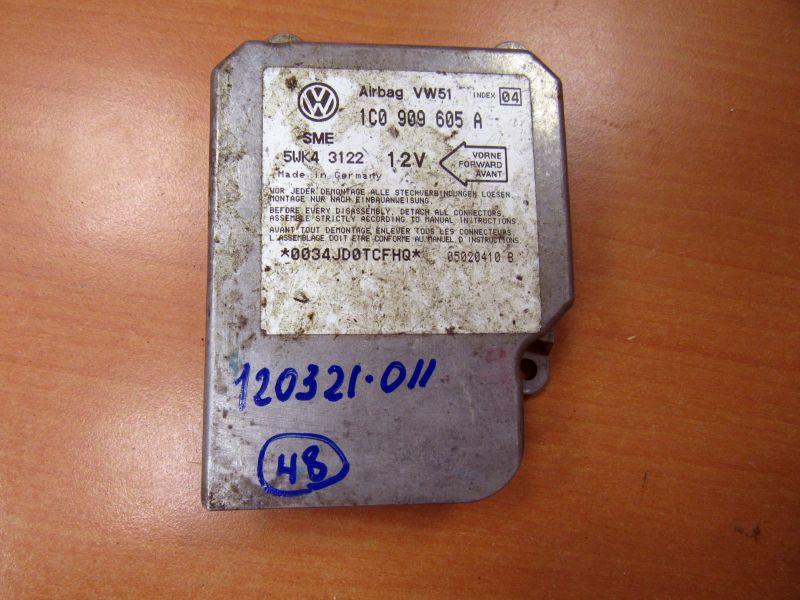 Airbag VW51 INDEX 04
1C0 909 605 A
SME
5WK4 3122 12V
VORNE
FORWARD
AVANT
Made in Germany
VOR JEDER DEMONTAGE ALLE STECKVERBINDUNGEN LOESEN.
MONTAGE NUR NACH EINBAUANWEISUNG.
BEFORE EVERY DISASSEMBLY, DETACH ALL CONNECTORS,
ASSEMBLE STRICTLY ACCORDING TO MANUAL INSTRUCTIONS
AVANT TOUT DEMONTAGE ENLEVER TOUS LES CONNECTEURS
L'ASSEMBLAGE DOIT ETRE CONFORME AU MANUEL D INSTRUCTIONS
*0034JD0TCFHQ* 05020410 B
120321·011
48